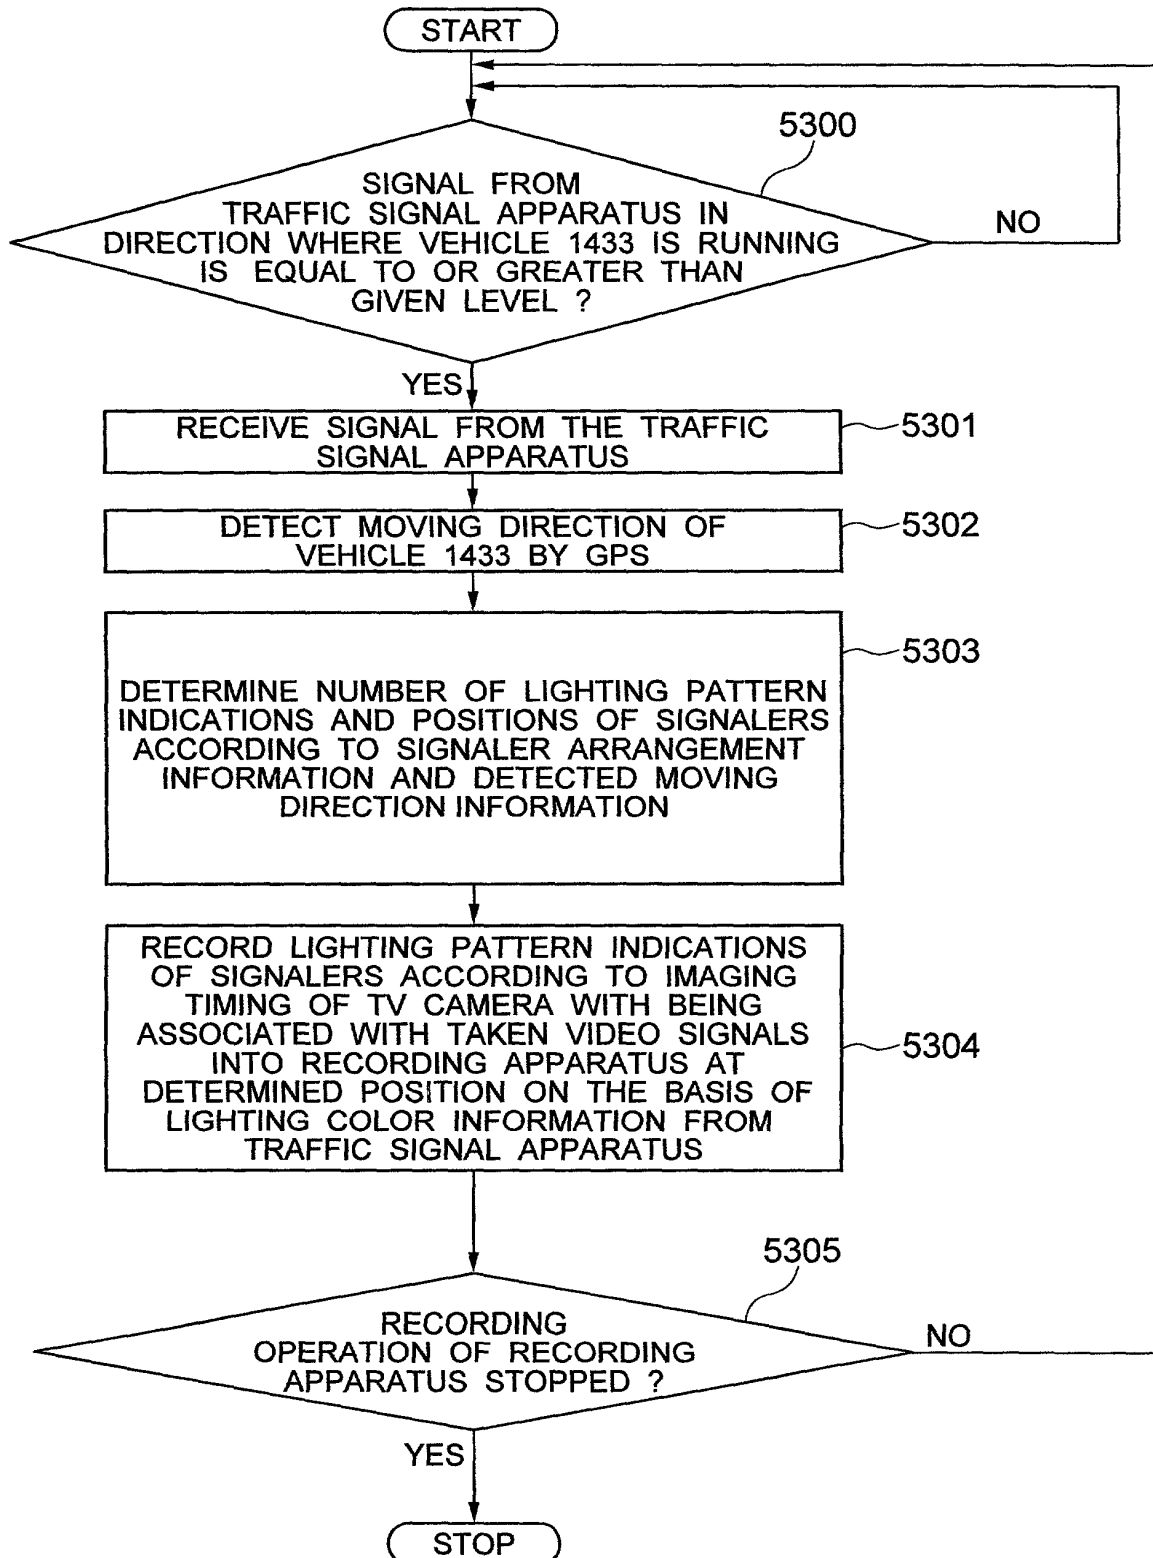 START
5300
SIGNAL FROM
TRAFFIC SIGNAL APPARATUS IN
DIRECTION WHERE VEHICLE 1433 IS RUNNING
IS EQUAL TO OR GREATER THAN
GIVEN LEVEL ?
NO
YES
RECEIVE SIGNAL FROM THE TRAFFIC
SIGNAL APPARATUS
5301
DETECT MOVING DIRECTION OF
VEHICLE 1433 BY GPS
5302
5303
DETERMINE NUMBER OF LIGHTING PATTERN
INDICATIONS AND POSITIONS OF SIGNALERS
ACCORDING TO SIGNALER ARRANGEMENT
INFORMATION AND DETECTED MOVING
DIRECTION INFORMATION
RECORD LIGHTING PATTERN INDICATIONS
OF SIGNALERS ACCORDING TO IMAGING
TIMING OF TV CAMERA WITH BEING
ASSOCIATED WITH TAKEN VIDEO SIGNALS
INTO RECORDING APPARATUS AT
DETERMINED POSITION ON THE BASIS OF
LIGHTING COLOR INFORMATION FROM
TRAFFIC SIGNAL APPARATUS
5304
5305
RECORDING
OPERATION OF RECORDING
APPARATUS STOPPED ?
NO
YES
STOP